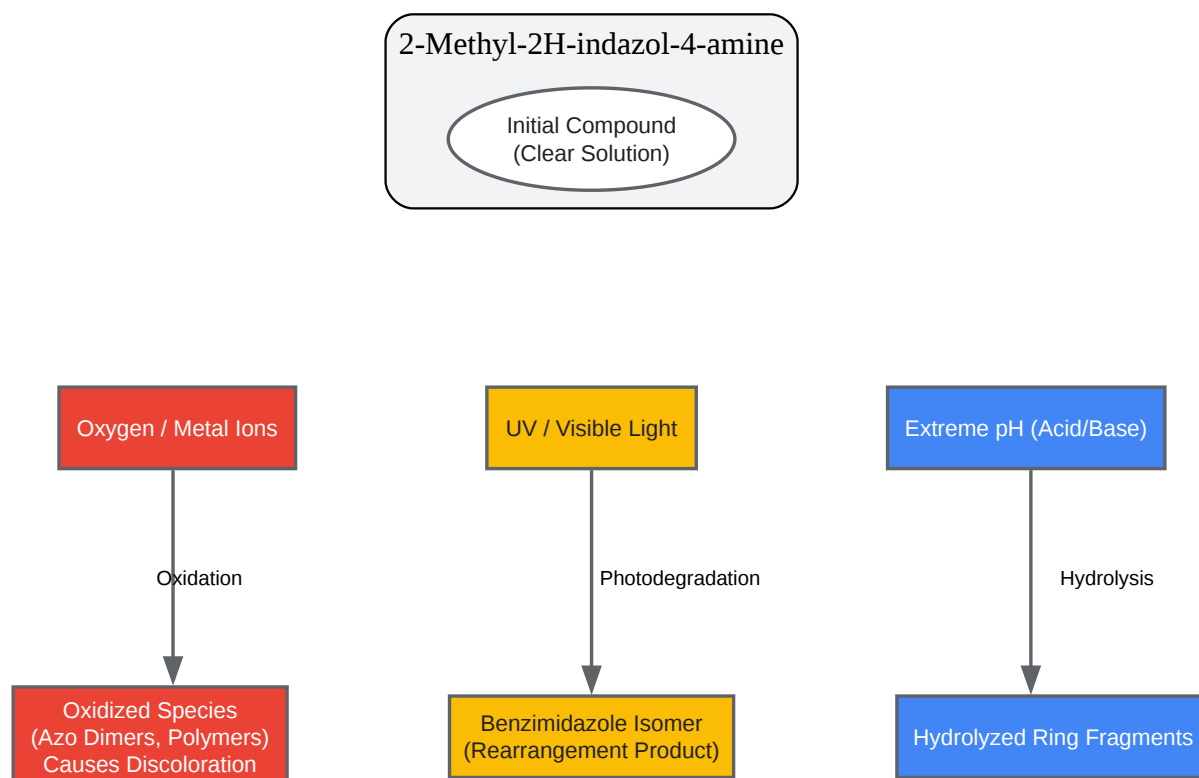 2-Methyl-2H-indazol-4-amine
Initial Compound
(Clear Solution)
Oxygen / Metal Ions
UV / Visible Light
Extreme pH (Acid/Base)
Oxidation
Photodegradation
Hydrolysis
Oxidized Species
(Azo Dimers, Polymers)
Causes Discoloration
Benzimidazole Isomer
(Rearrangement Product)
Hydrolyzed Ring Fragments